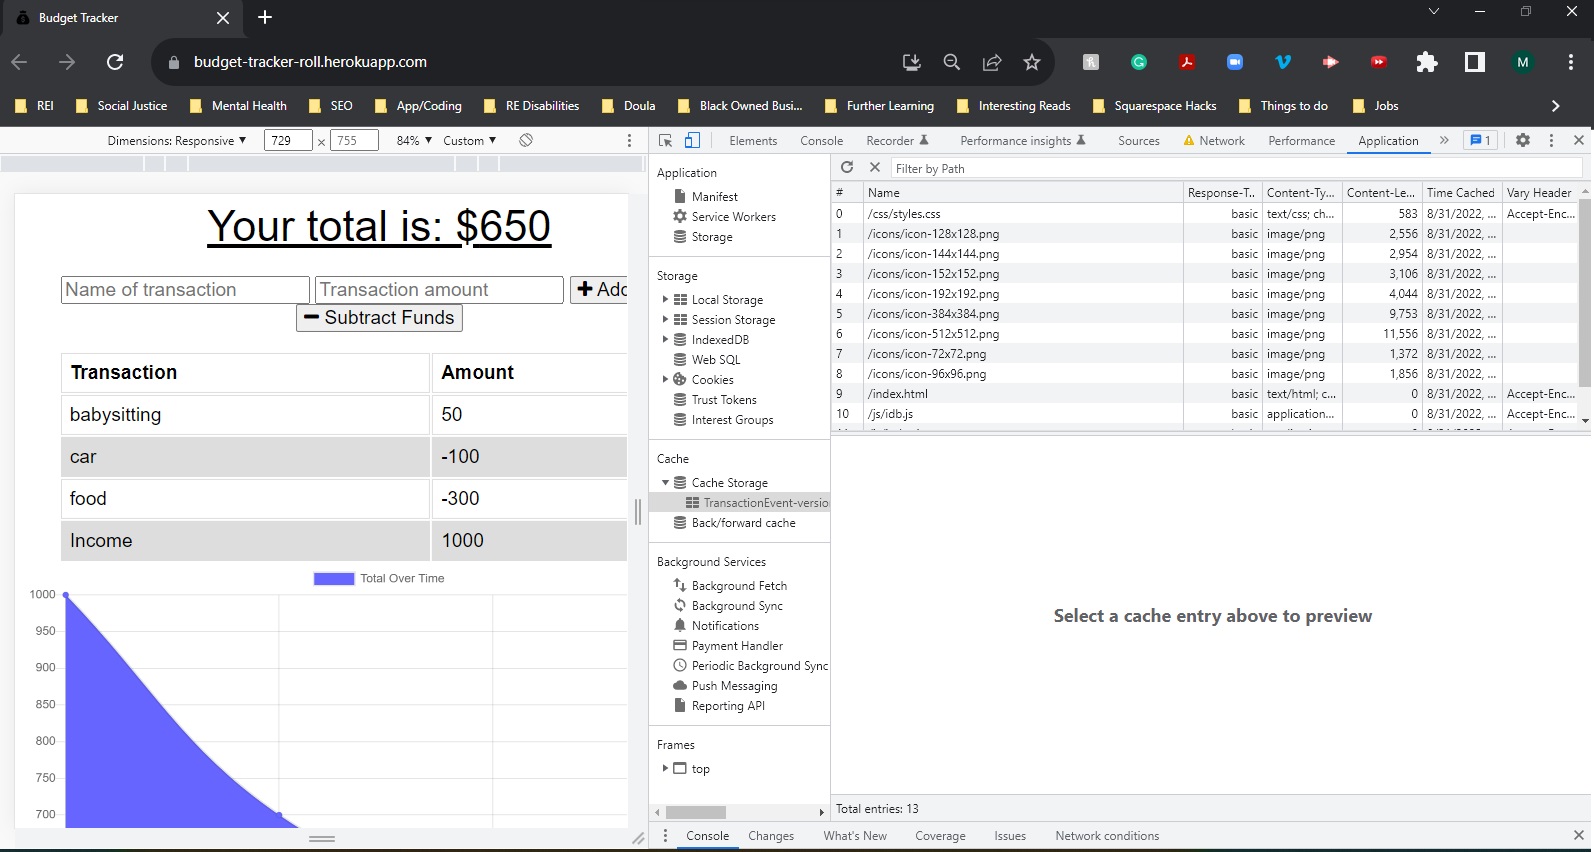 Budget Tracker
budget-tracker-roll.herokuapp.com
M
REI Social Justice Mental Health SEO App/Coding RE Disabilities Doula Black Owned Busi... Further Learning Interesting Reads Squarespace Hacks Things to do Jobs
Dimensions: Responsive 729 x 755 84% Custom
Elements Console Recorder Performance insights Sources Network Performance Application 1
Your total is: $650
Name of transaction Transaction amount Add
Subtract Funds
Transaction Amount
babysitting 50
car -100
food -300
Income 1000
Total Over Time
1000
950
900
850
800
750
700
Application
Manifest
Service Workers
Storage
Storage
Local Storage
Session Storage
IndexedDB
Web SQL
Cookies
Trust Tokens
Interest Groups
Cache
Cache Storage
TransactionEvent-versio
Back/forward cache
Background Services
Background Fetch
Background Sync
Notifications
Payment Handler
Periodic Background Sync
Push Messaging
Reporting API
Frames
top
Filter by Path
# Name Response-T... Content-Ty... Content-Le... Time Cached Vary Header
0 /css/styles.css basic text/css; ch... 583 8/31/2022, ... Accept-Enc...
1 /icons/icon-128x128.png basic image/png 2,556 8/31/2022, ...
2 /icons/icon-144x144.png basic image/png 2,954 8/31/2022, ...
3 /icons/icon-152x152.png basic image/png 3,106 8/31/2022, ...
4 /icons/icon-192x192.png basic image/png 4,044 8/31/2022, ...
5 /icons/icon-384x384.png basic image/png 9,753 8/31/2022, ...
6 /icons/icon-512x512.png basic image/png 11,556 8/31/2022, ...
7 /icons/icon-72x72.png basic image/png 1,372 8/31/2022, ...
8 /icons/icon-96x96.png basic image/png 1,856 8/31/2022, ...
9 /index.html basic text/html; c... 0 8/31/2022, ... Accept-Enc...
10 /js/idb.js basic application... 0 8/31/2022, ... Accept-Enc...
Select a cache entry above to preview
Total entries: 13
Console Changes What's New Coverage Issues Network conditions